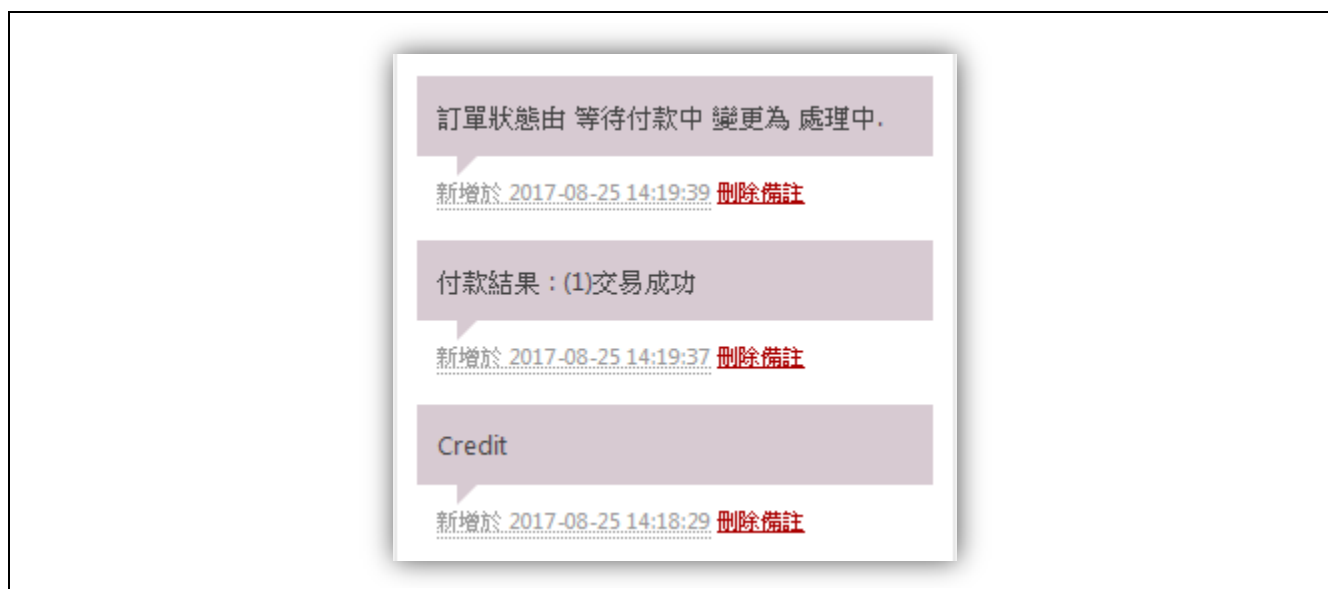 訂單狀態由 等待付款中 變更為 處理中.
新增於 2017-08-25 14:19:39 刪除備註
付款結果：(1)交易成功
新增於 2017-08-25 14:19:37 刪除備註
Credit
新增於 2017-08-25 14:18:29 刪除備註